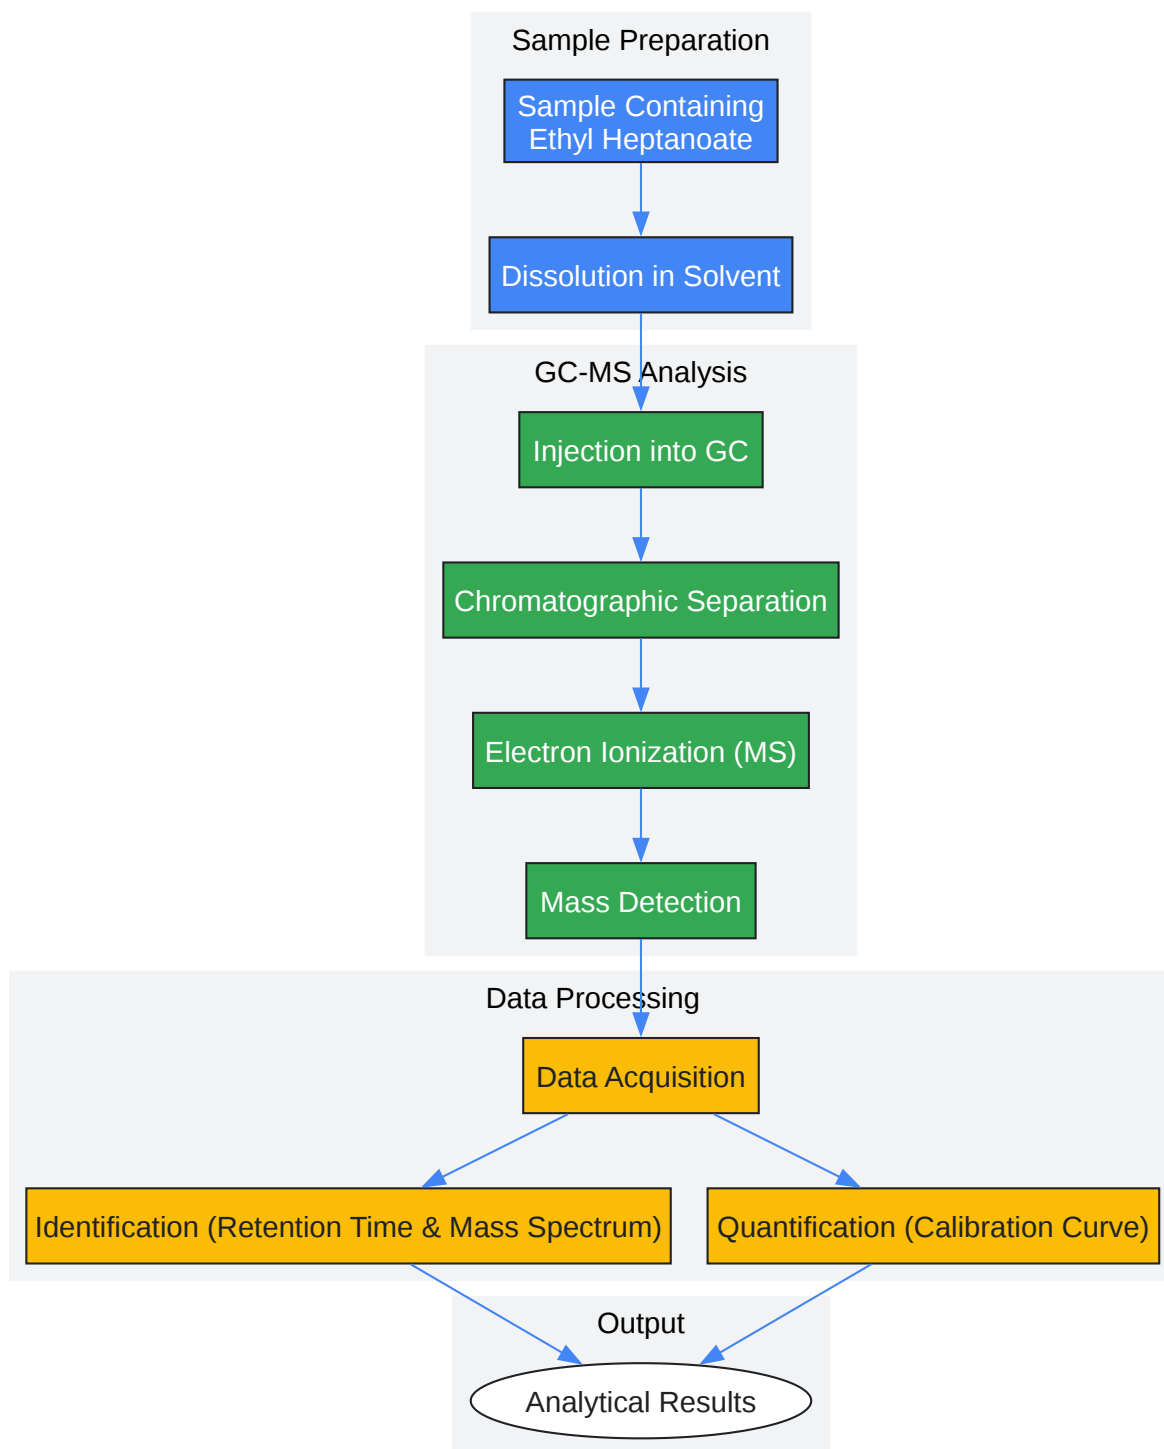 Sample Preparation
Sample Containing
Ethyl Heptanoate
Dissolution in Solvent
GC-MS Analysis
Injection into GC
Chromatographic Separation
Electron Ionization (MS)
Mass Detection
Data Processing
Data Acquisition
Identification (Retention Time & Mass Spectrum)
Quantification (Calibration Curve)
Output
Analytical Results